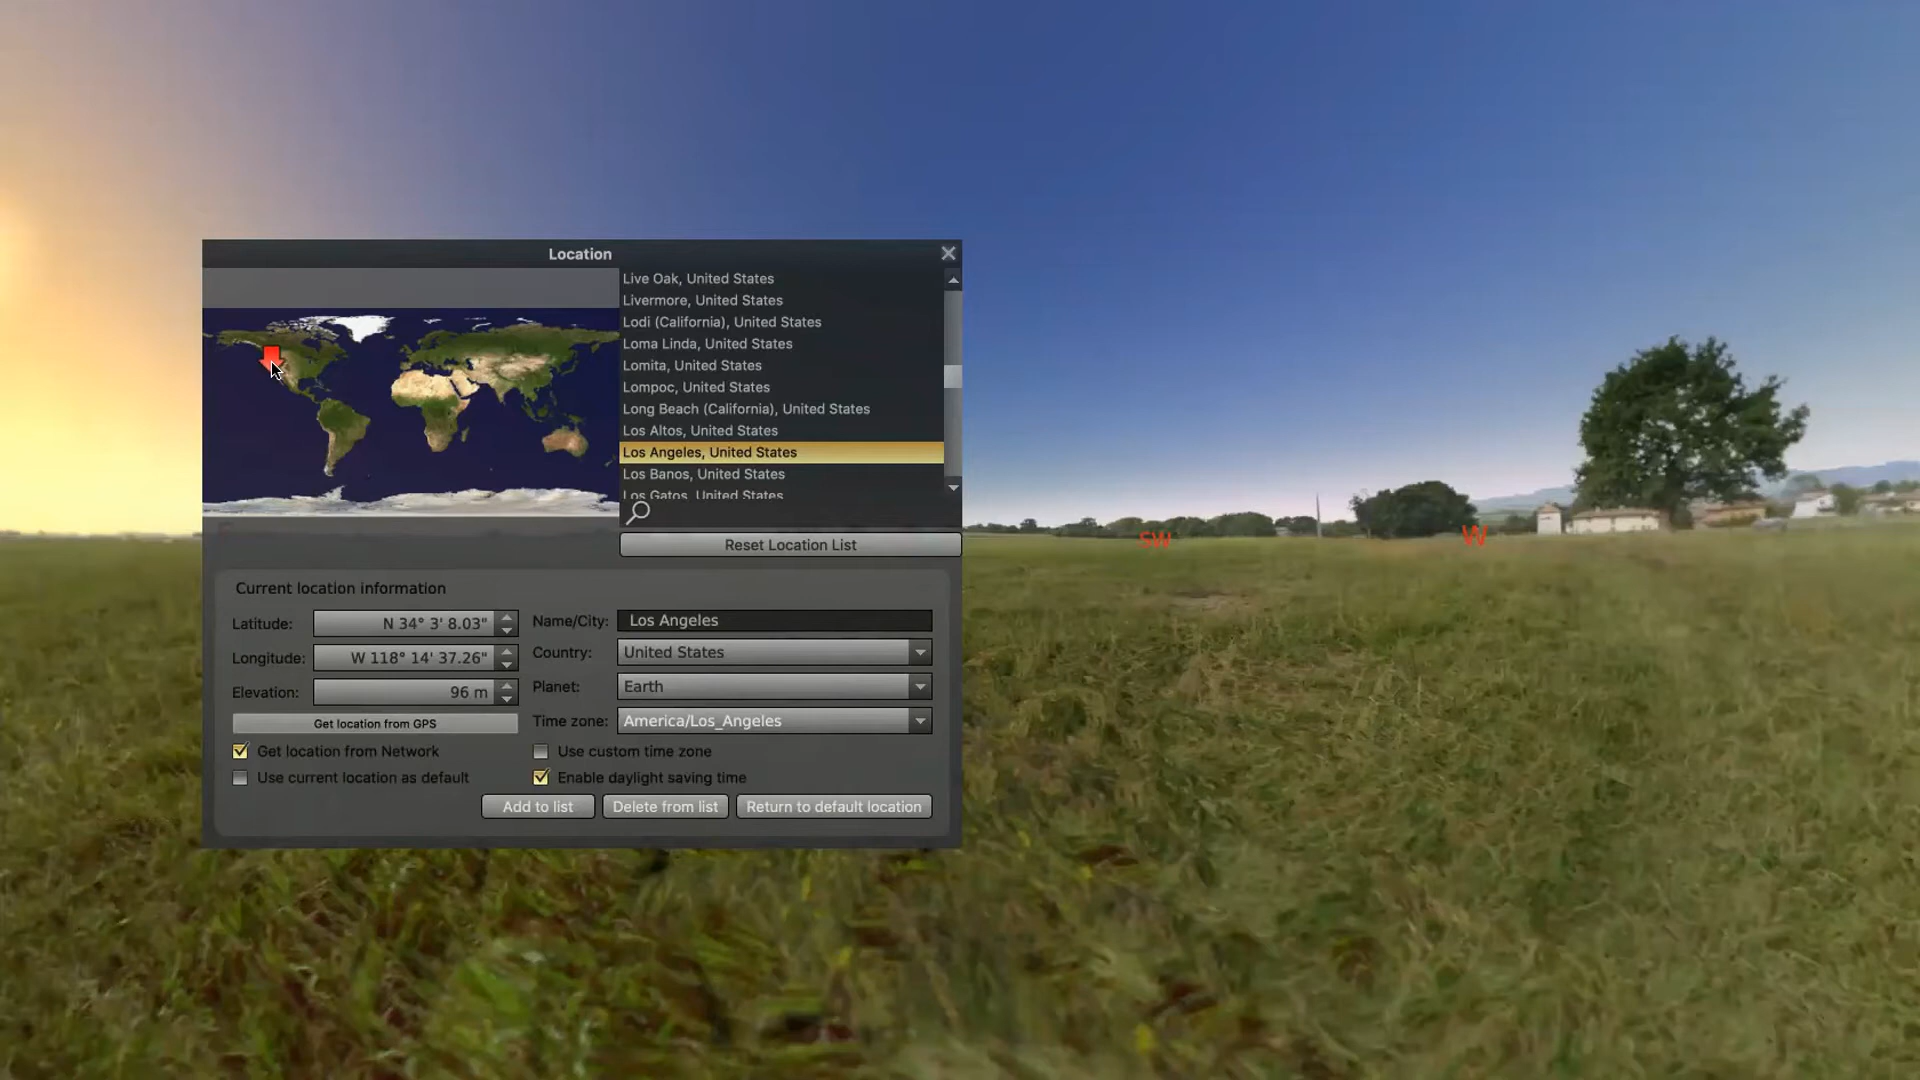 Location
Live Oak, United States
Livermore, United States
Lodi (California), United States
Loma Linda, United States
Lomita, United States
Lompoc, United States
Long Beach (California), United States
Los Altos, United States
Los Angeles, United States
Los Banos, United States
Los Gatos, United States
Reset Location List
SW
W
Current location information
Latitude: N 34° 3' 8.03"
Longitude: W 118° 14' 37.26"
Elevation: 96 m
Get location from GPS
Get location from Network
Use current location as default
Name/City: Los Angeles
Country: United States
Planet: Earth
Time zone: America/Los_Angeles
Use custom time zone
Enable daylight saving time
Add to list
Delete from list
Return to default location